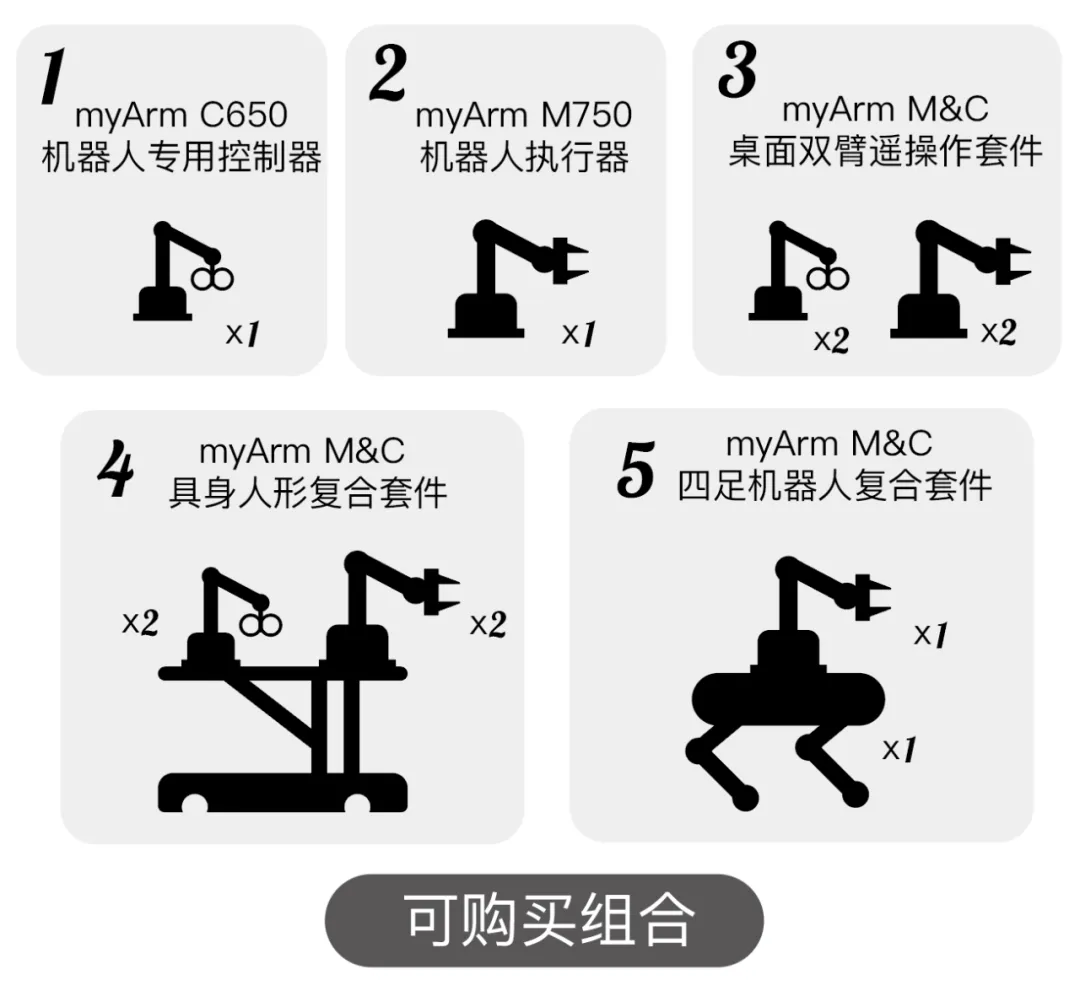 1
myArm C650
机器人专用控制器
x1
2
myArm M750
机器人执行器
x1
3
myArm M&C
桌面双臂遥操作套件
x2
x2
4
myArm M&C
具身人形复合套件
x2
x2
5
myArm M&C
四足机器人复合套件
x1
x1
可购买组合